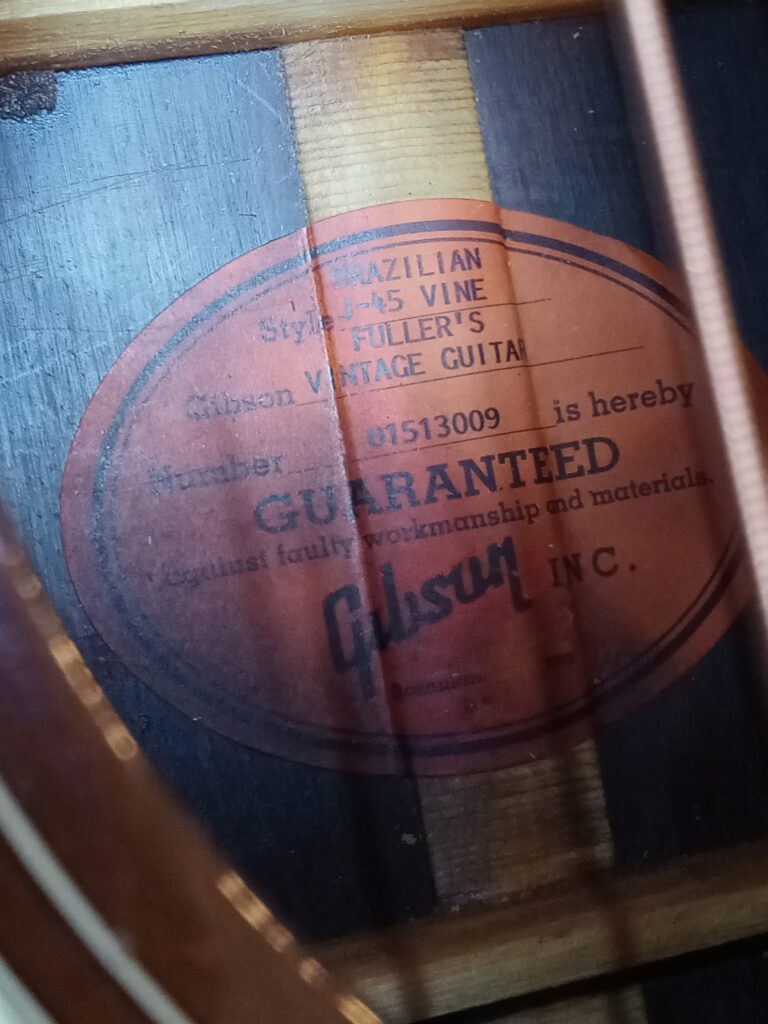 BRAZILIAN
Style J-45 VINE
FULLER'S
Gibson VINTAGE GUITAR
Number 01513009 is hereby
GUARANTEED
Against faulty workmanship and materials.
Gibson INC.